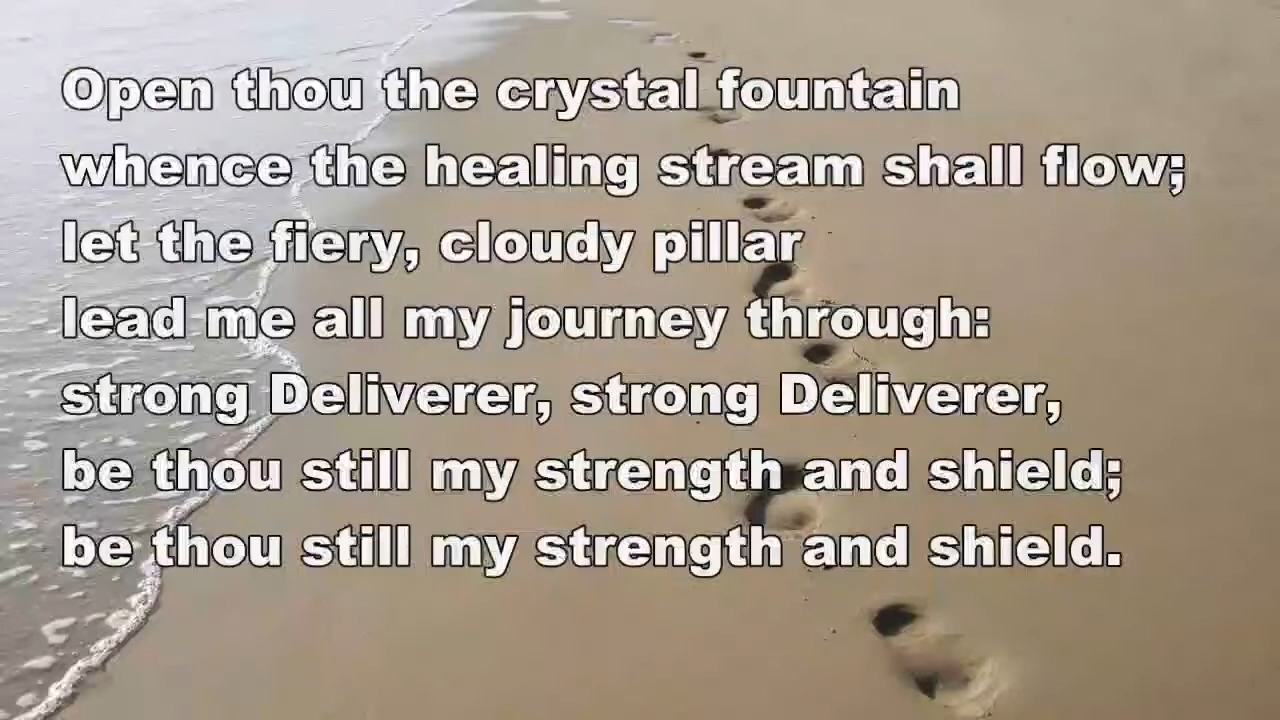 Open thou the crystal fountain
whence the healing stream shall flow;
let the fiery, cloudy pillar
lead me all my journey through:
strong Deliverer, strong Deliverer,
be thou still my strength and shield;
be thou still my strength and shield.